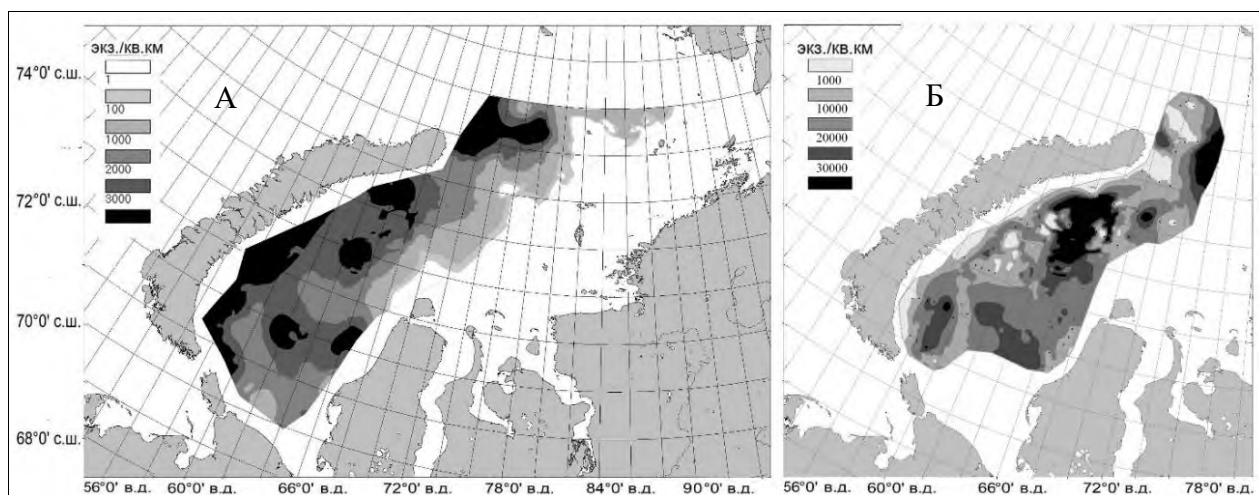 ЭКЗ./КВ.КМ
1
100
1000
2000
3000
А
74°0' с.ш.
72°0' с.ш.
70°0' с.ш.
68°0' с.ш.
56°0' в.д. 60°0' в.д. 66°0' в.д. 72°0' в.д. 78°0' в.д. 84°0' в.д. 90°0' в.д.
ЭКЗ./КВ.КМ
1000
10000
20000
30000
Б
56°0' в.д. 60°0' в.д. 66°0' в.д. 72°0' в.д. 78°0' в.д.